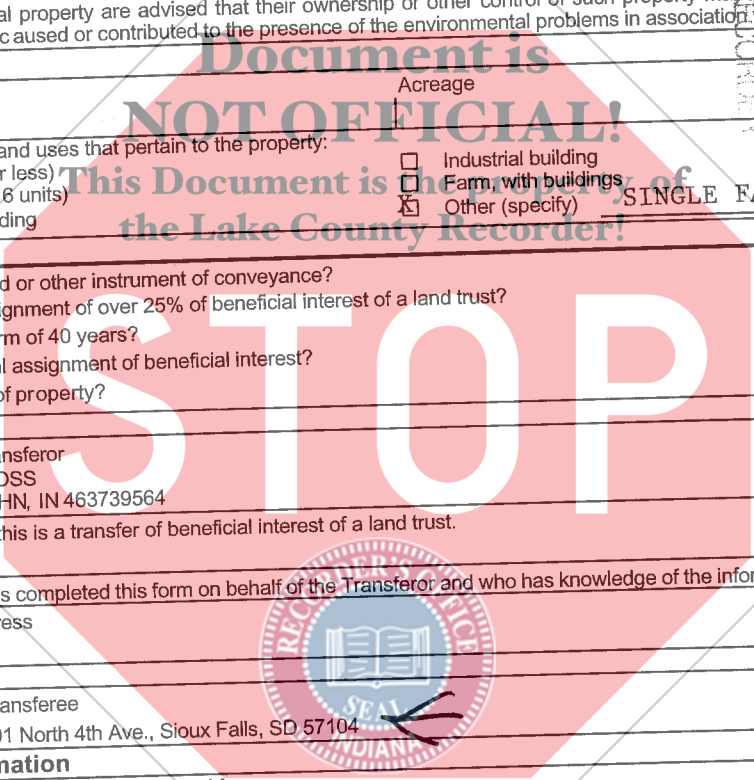 al property are advised that their ownership or other control of such property
caused or contributed to the presence of the environmental problems in association
Document is
Acreage
NOT OFFICIAL!
and uses that pertain to the property:
r less)
Industrial building
This Document is the property of
6 units)
Farm, with buildings
ding
X Other (specify) SINGLE FA
the Lake County Recorder!
d or other instrument of conveyance?
ignment of over 25% of beneficial interest of a land trust?
rm of 40 years?
l assignment of beneficial interest?
of property?
STOP
nsferor
OSS
HN, IN 463739564
this is a transfer of beneficial interest of a land trust.
s completed this form on behalf of the Transferor and who has knowledge of the infor
ress
RECORDER'S OFFICE
SEAL
INDIANA
ansferee
01 North 4th Ave., Sioux Falls, SD 57104
mation